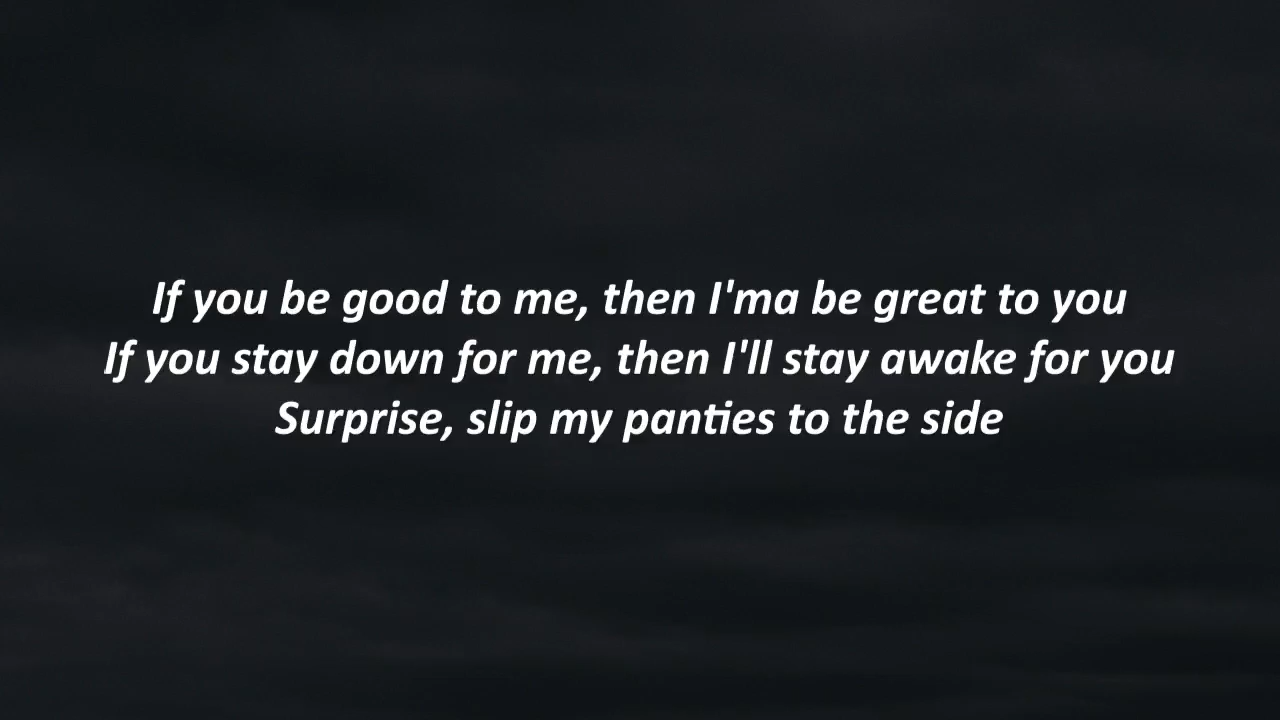 If you be good to me, then I'ma be great to you
If you stay down for me, then I'll stay awake for you
Surprise, slip my panties to the side